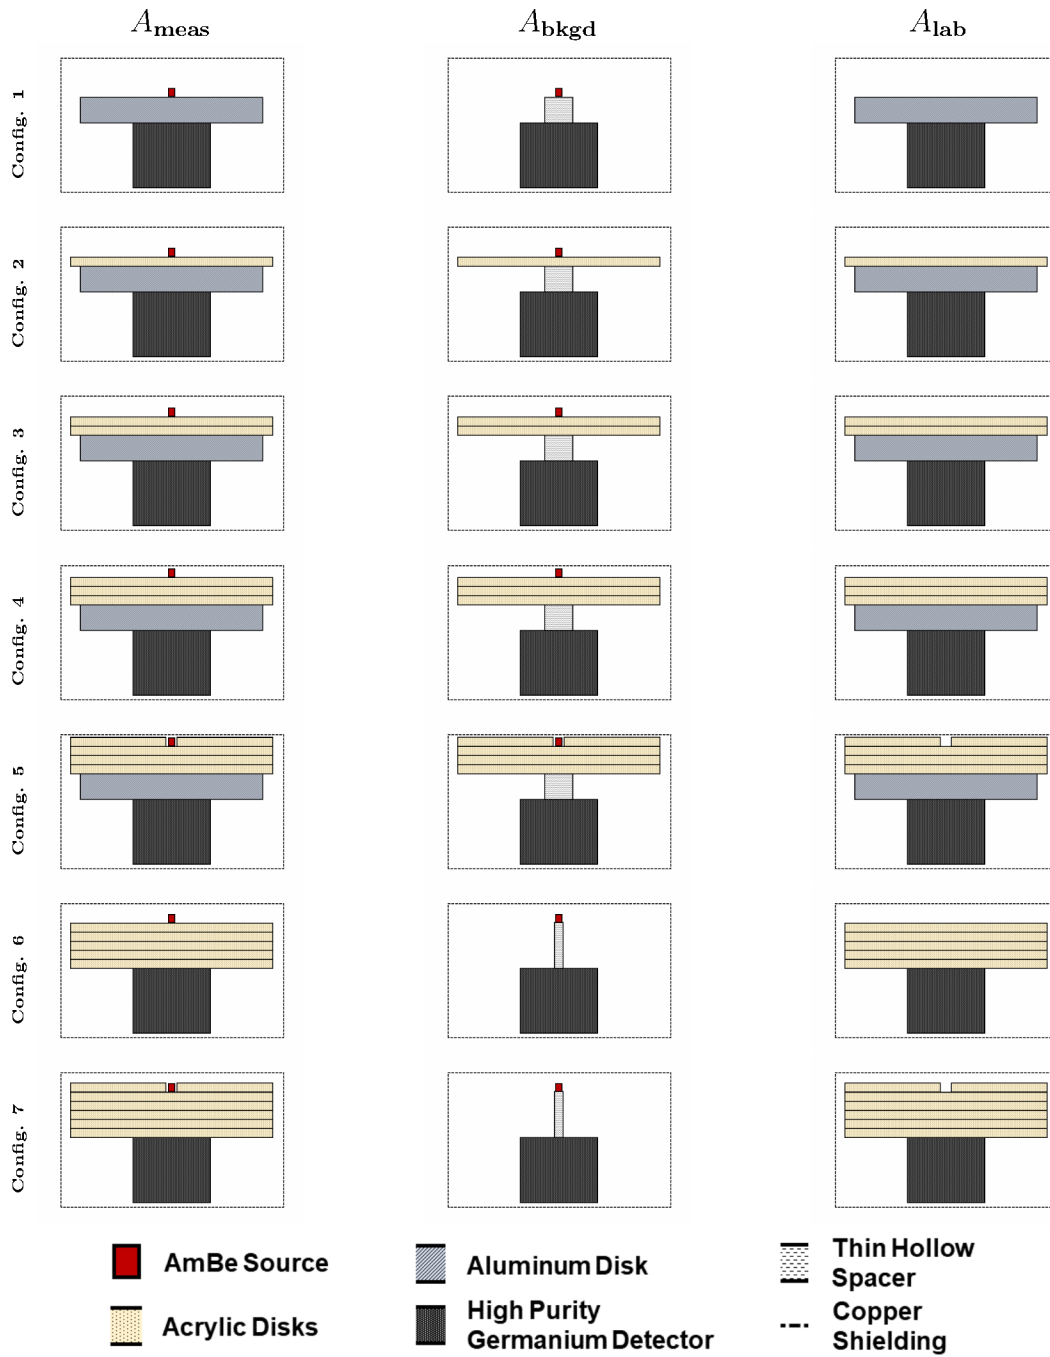 A_meas A_bkgd A_lab
Config. 1
Config. 2
Config. 3
Config. 4
Config. 5
Config. 6
Config. 7
AmBe Source
Aluminum Disk
Thin Hollow
Spacer
Acrylic Disks
High Purity
Germanium Detector
Copper
Shielding